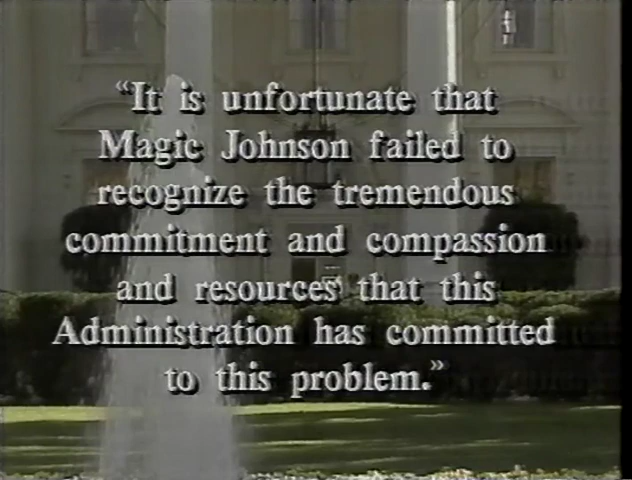 “It is unfortunate that
Magic Johnson failed to
recognize the tremendous
commitment and compassion
and resources that this
Administration has committed
to this problem.”